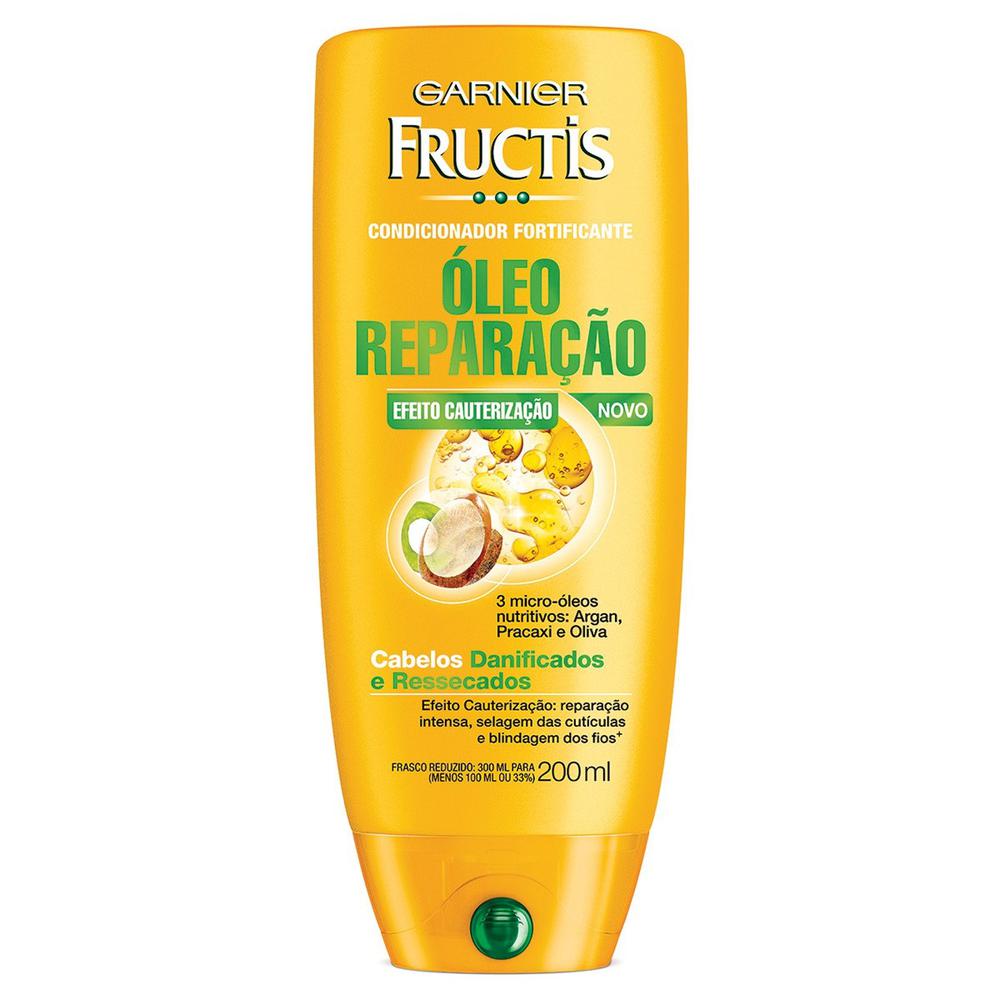 GARNIER
FRUCTIS
CONDICIONADOR FORTIFICANTE
ÓLEO
REPARAÇÃO
EFEITO CAUTERIZAÇÃO NOVO
3 micro-óleos
nutritivos: Argan,
Pracaxi e Oliva
Cabelos Danificados
e Ressecados
Efeito Cauterização: reparação
intensa, selagem das cutículas
e blindagem dos fios⁺
FRASCO REDUZIDO: 300 ML PARA
(MENOS 100 ML OU 33%) 200 ml